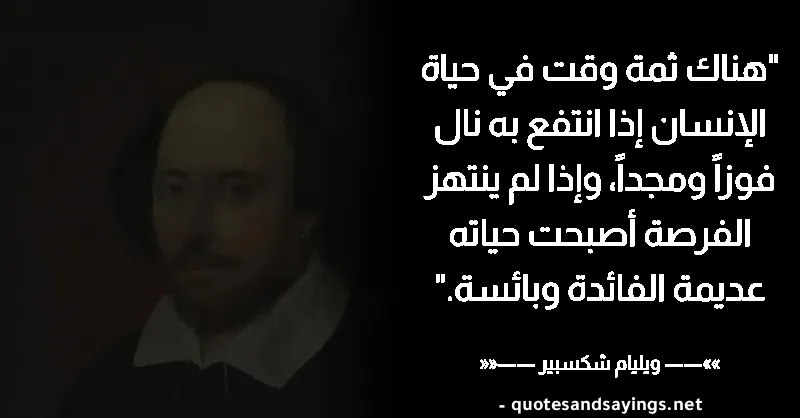 "هناك ثمة وقت في حياة
الإنسان إذا انتفع به نال
فوزاً ومجداً، وإذا لم ينتهز
الفرصة أصبحت حياته
عديمة الفائدة وبائسة."
»»—— ويليام شكسبير ——««
- quotesandsayings.net